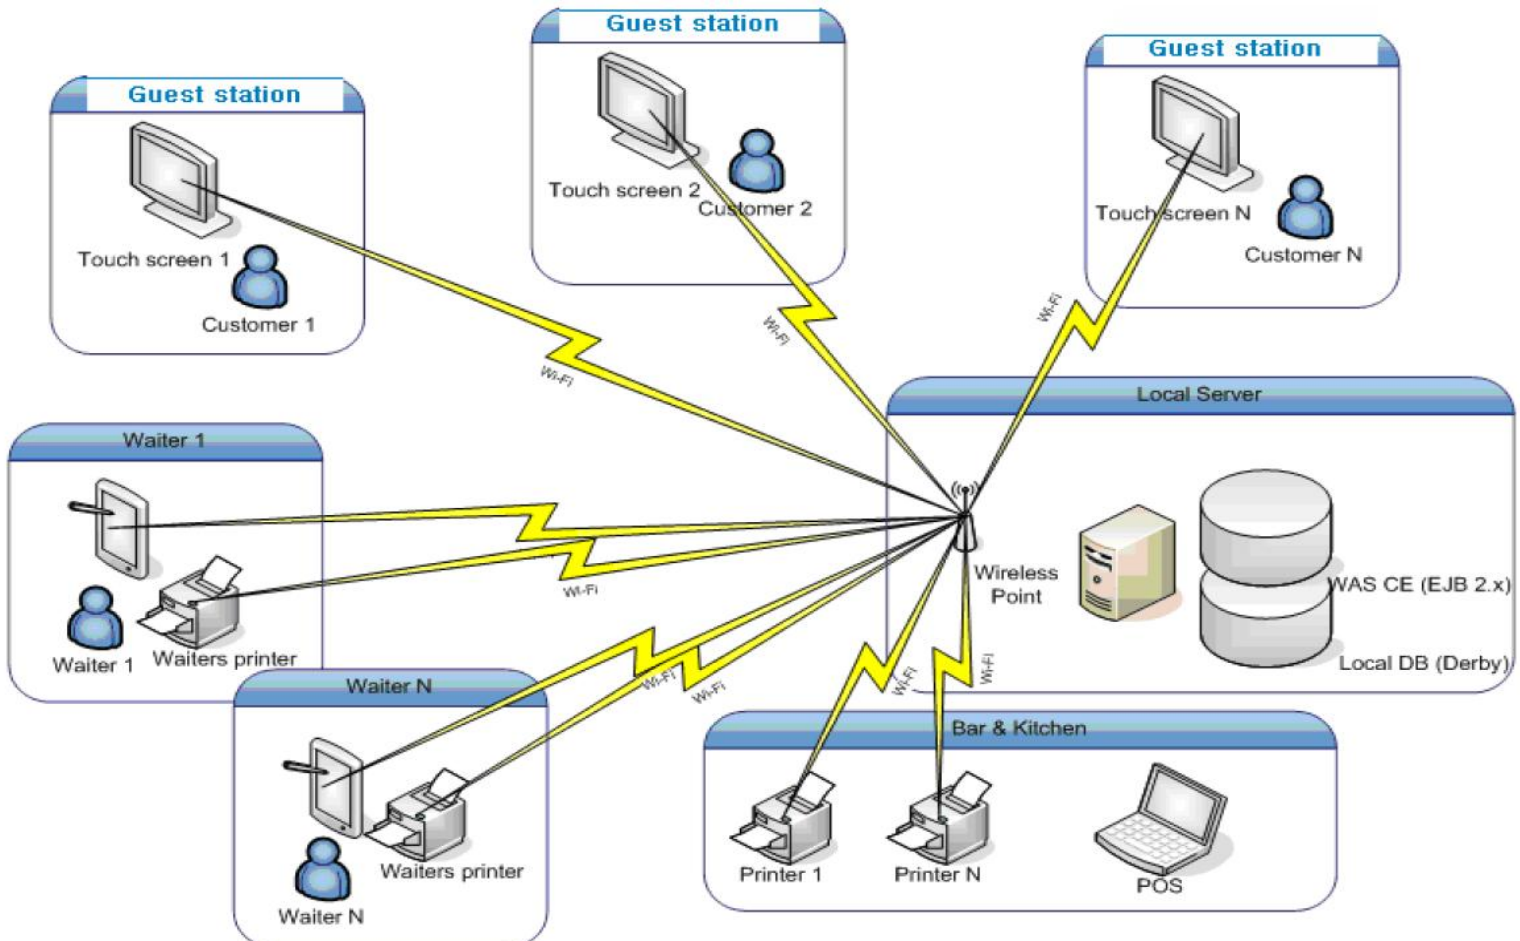 Guest station
Touch screen 1
Customer 1
Guest station
Touch screen 2
Customer 2
Guest station
Touch screen N
Customer N
Wi-Fi
Wi-Fi
Wi-Fi
Local Server
Wireless
Point
WAS CE (EJB 2.x)
Local DB (Derby)
Waiter 1
Waiter 1
Waiters printer
Wi-Fi
Waiter N
Waiter N
Waiters printer
Wi-Fi
Wi-Fi
Wi-Fi
Wi-Fi
Bar & Kitchen
Printer 1
Printer N
POS